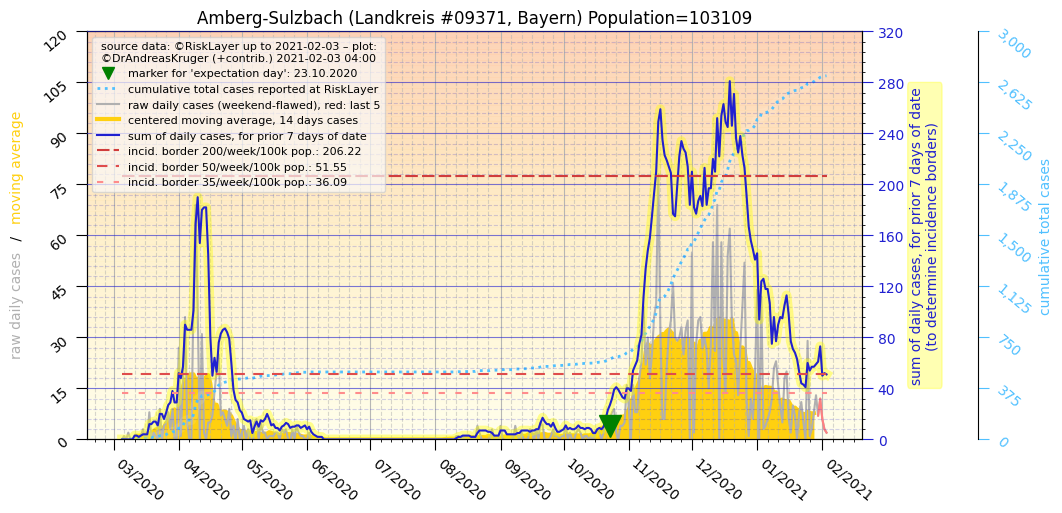 Amberg-Sulzbach (Landkreis #09371, Bayern) Population=103109
source data: ©RiskLayer up to 2021-02-03 – plot:
©DrAndreasKruger (+contrib.) 2021-02-03 04:00
marker for 'expectation day': 23.10.2020
cumulative total cases reported at RiskLayer
raw daily cases (weekend-flawed), red: last 5
centered moving average, 14 days cases
sum of daily cases, for prior 7 days of date
incid. border 200/week/100k pop.: 206.22
incid. border 50/week/100k pop.: 51.55
incid. border 35/week/100k pop.: 36.09
raw daily cases / moving average
120
105
90
75
60
45
30
15
0
03/2020
04/2020
05/2020
06/2020
07/2020
08/2020
09/2020
10/2020
11/2020
12/2020
01/2021
02/2021
320
280
240
200
160
120
80
40
0
sum of daily cases, for prior 7 days of date
(to determine incidence borders)
3,000
2,625
2,250
1,875
1,500
1,125
750
375
0
cumulative total cases